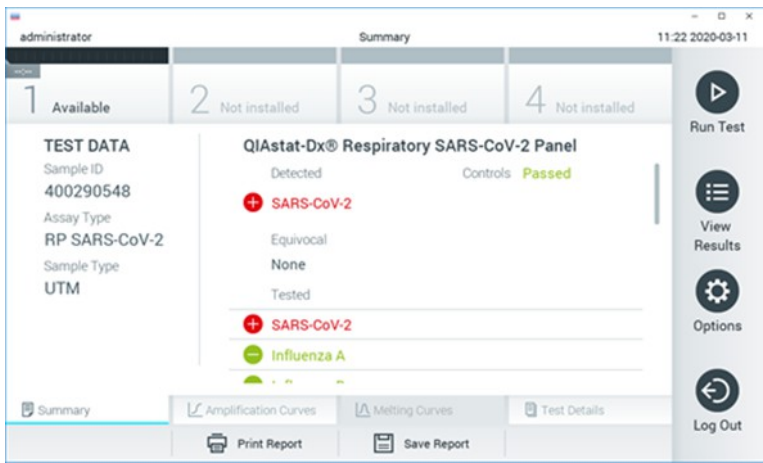 administrator
Summary
11:22 2020-03-11
1 Available
2 Not installed
3 Not installed
4 Not installed
Run Test
View
Results
Options
Log Out
TEST DATA
Sample ID
400290548
Assay Type
RP SARS-CoV-2
Sample Type
UTM
QIAstat-Dx® Respiratory SARS-CoV-2 Panel
Detected
Controls Passed
SARS-CoV-2
Equivocal
None
Tested
SARS-CoV-2
Influenza A
Summary
Amplification Curves
Melting Curves
Test Details
Print Report
Save Report